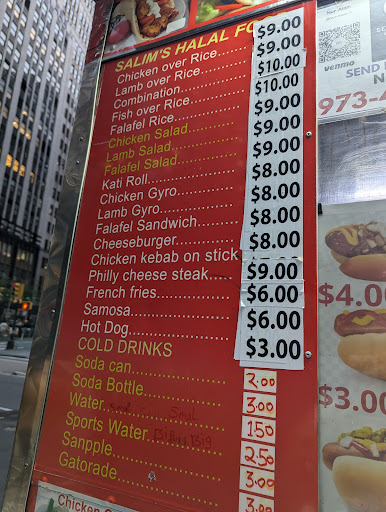 SALIM'S HALAL FO
Chicken over Rice
Lamb over Rice
Combination
Fish over Rice
Falafel Rice
Chicken Salad
Lamb Salad
Falafel Salad
Kati Roll
Chicken Gyro
Lamb Gyro
Falafel Sandwich
Cheeseburger
Chicken kebab on stick
Philly cheese steak
French fries
Samosa
Hot Dog
$9.00
$9.00
$10.00
$10.00
$9.00
$9.00
$9.00
$8.00
$8.00
$8.00
$8.00
$9.00
$6.00
$6.00
$3.00
COLD DRINKS
Soda can 2.00
Soda Bottle 3.00
Water Smal 1.50
Sports Water 2.50
Sanpple 3.00
Gatorade 3.00
venmo
SEND
973-4
$4.0
$3.00